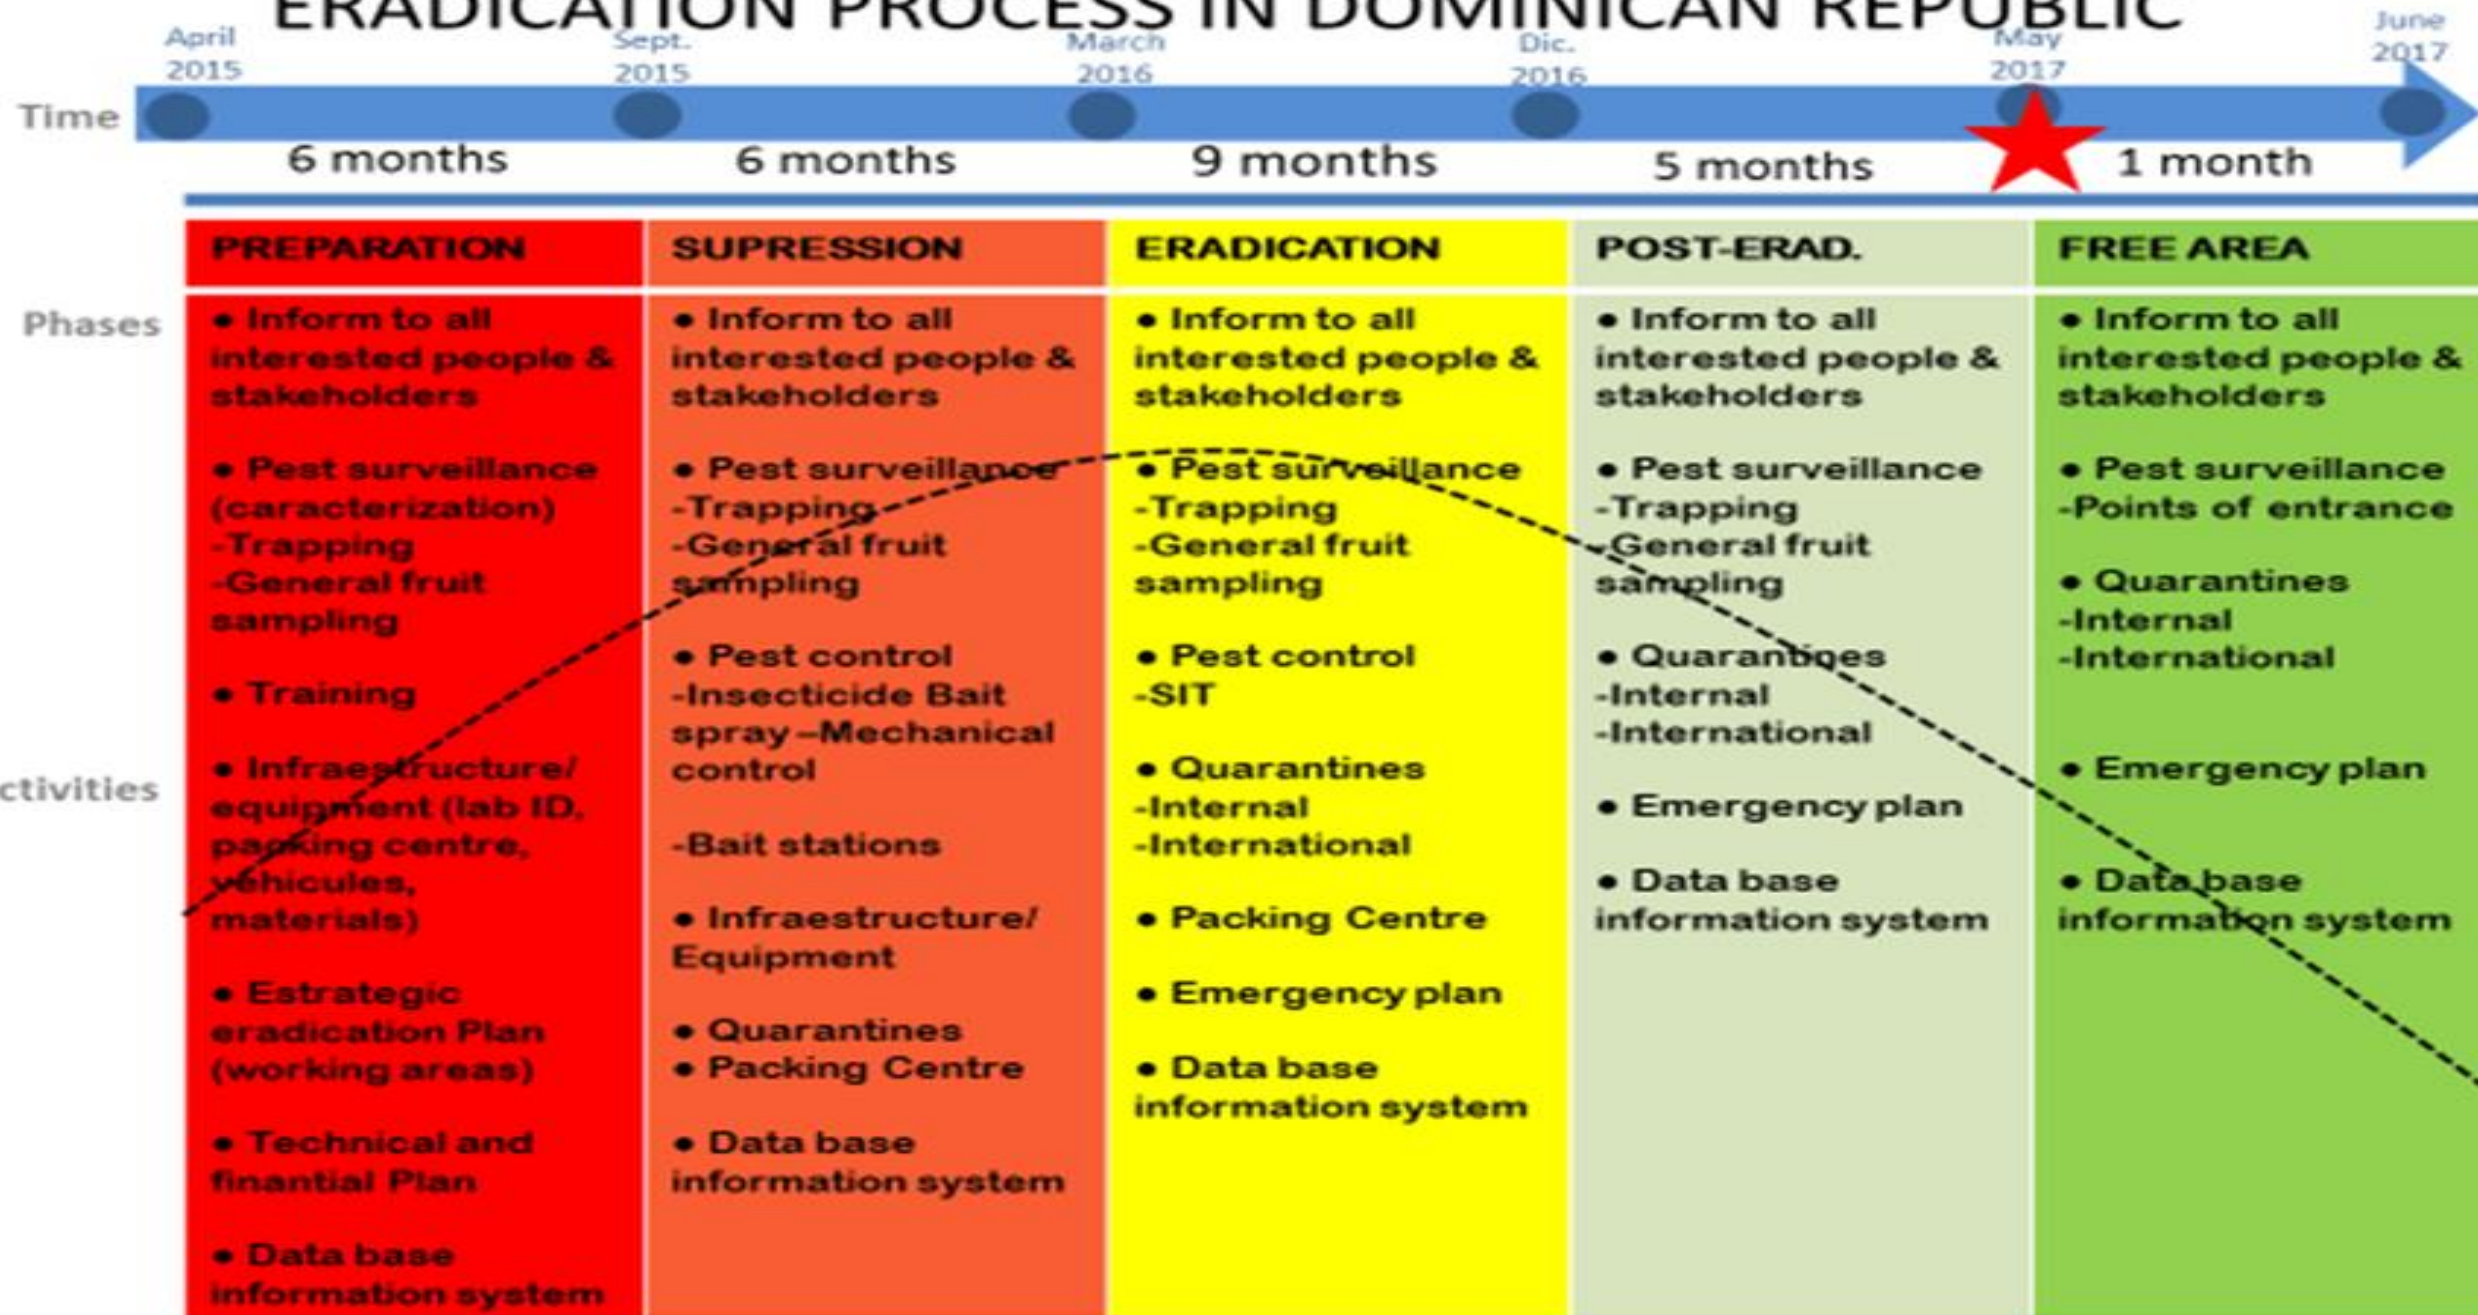 ERADICATION PROCESS IN DOMINICAN REPUBLIC
April
2015
Sept.
2015
March
2016
Dic.
2016
May
2017
June
2017
Time
6 months
6 months
9 months
5 months
1 month
Phases
ctivities
PREPARATION
• Inform to all
interested people &
stakeholders
• Pest surveillance
(caracterization)
-Trapping
-General fruit
sampling
• Training
• Infraestructure/
equipment (lab ID,
packing centre,
vehicules,
materials)
• Estrategic
eradication Plan
(working areas)
• Technical and
finantial Plan
• Data base
information system
SUPRESSION
• Inform to all
interested people &
stakeholders
• Pest surveillance
-Trapping
-General fruit
sampling
• Pest control
-Insecticide Bait
spray –Mechanical
control
-Bait stations
• Infraestructure/
Equipment
• Quarantines
• Packing Centre
• Data base
information system
ERADICATION
• Inform to all
interested people &
stakeholders
• Pest surveillance
-Trapping
-General fruit
sampling
• Pest control
-SIT
• Quarantines
-Internal
-International
• Packing Centre
• Emergency plan
• Data base
information system
POST-ERAD.
• Inform to all
interested people &
stakeholders
• Pest surveillance
-Trapping
-General fruit
sampling
• Quarantines
-Internal
-International
• Emergency plan
• Data base
information system
FREE AREA
• Inform to all
interested people &
stakeholders
• Pest surveillance
-Points of entrance
• Quarantines
-Internal
-International
• Emergency plan
• Data base
information system